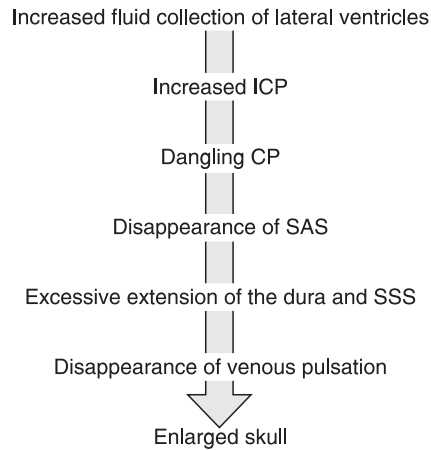 Increased fluid collection of lateral ventricles
Increased ICP
Dangling CP
Disappearance of SAS
Excessive extension of the dura and SSS
Disappearance of venous pulsation
Enlarged skull